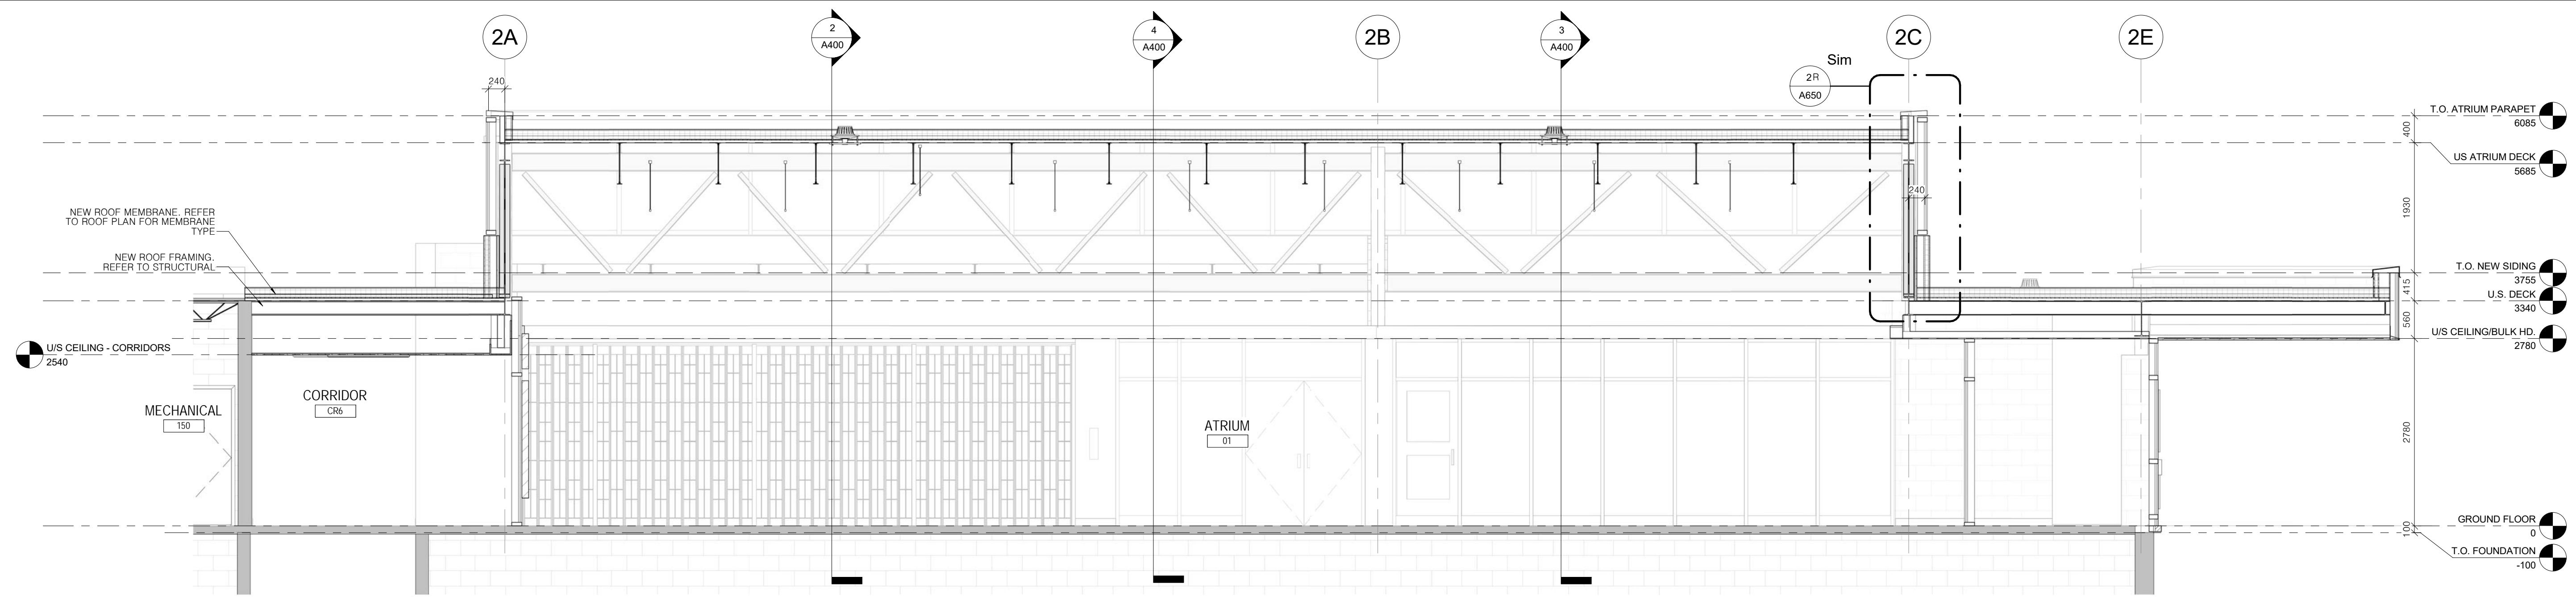 2A
2
A400
4
A400
2B
3
A400
2C
2E
Sim
2R
A650
240
T.O. ATRIUM PARAPET
6085
400
US ATRIUM DECK
5685
240
1930
NEW ROOF MEMBRANE. REFER
TO ROOF PLAN FOR MEMBRANE
TYPE
NEW ROOF FRAMING.
REFER TO STRUCTURAL
T.O. NEW SIDING
3755
415
U.S. DECK
3340
560
U/S CEILING/BULK HD.
2780
U/S CEILING - CORRIDORS
2540
CORRIDOR
CR6
MECHANICAL
150
ATRIUM
01
2780
GROUND FLOOR
0
100
T.O. FOUNDATION
-100